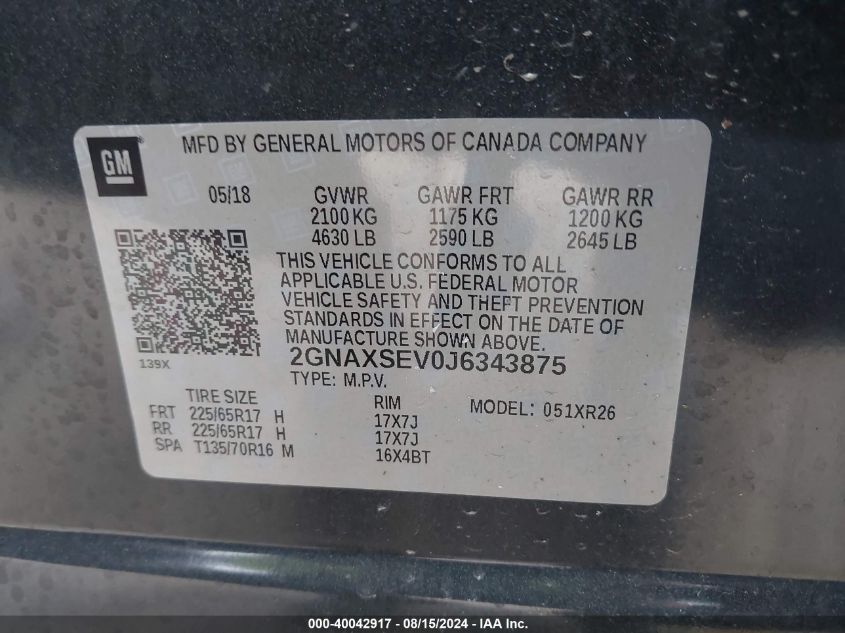 GM
MFD BY GENERAL MOTORS OF CANADA COMPANY
05/18 GVWR GAWR FRT GAWR RR
2100 KG 1175 KG 1200 KG
4630 LB 2590 LB 2645 LB
THIS VEHICLE CONFORMS TO ALL
APPLICABLE U.S. FEDERAL MOTOR
VEHICLE SAFETY AND THEFT PREVENTION
STANDARDS IN EFFECT ON THE DATE OF
MANUFACTURE SHOWN ABOVE.
139X
2GNAXSEV0J6343875
TYPE: M.P.V.
TIRE SIZE RIM MODEL: 051XR26
FRT 225/65R17 H 17X7J
RR 225/65R17 H 17X7J
SPA T135/70R16 M 16X4BT
000-40042917 - 08/15/2024 - IAA Inc.